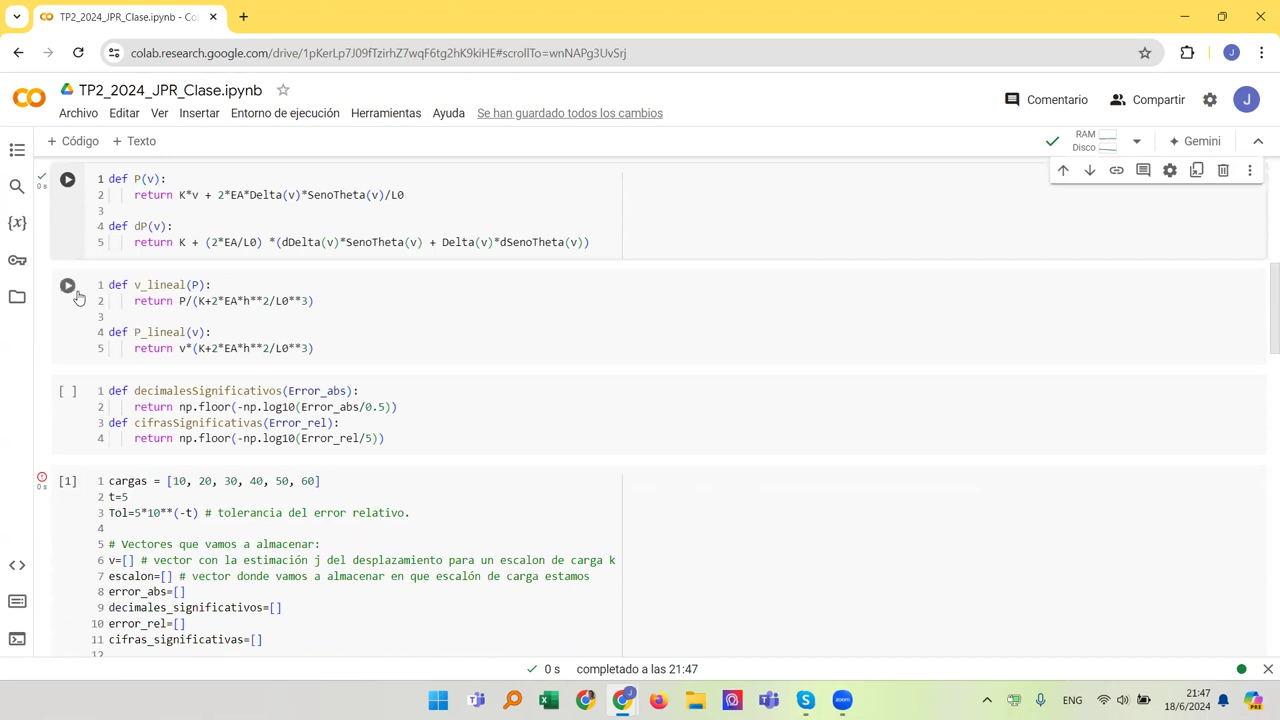 TP2_2024_JPR_Clase.ipynb - Co
colab.research.google.com/drive/1pKerLp7J09fTzirhZ7wqF6tg2hK9kiHE#scrollTo=wnNAPg3UvSrj
J
TP2_2024_JPR_Clase.ipynb
Comentario
Compartir
J
Archivo Editar Ver Insertar Entorno de ejecución Herramientas Ayuda Se han guardado todos los cambios
+ Código + Texto
RAM
Disco
Gemini
0 s
1 def P(v):
2 return K*v + 2*EA*Delta(v)*SenoTheta(v)/L0
3
4 def dP(v):
5 return K + (2*EA/L0) *(dDelta(v)*SenoTheta(v) + Delta(v)*dSenoTheta(v))
1 def v_lineal(P):
2 return P/(K+2*EA*h**2/L0**3)
3
4 def P_lineal(v):
5 return v*(K+2*EA*h**2/L0**3)
[ ]
1 def decimalesSignificativos(Error_abs):
2 return np.floor(-np.log10(Error_abs/0.5))
3 def cifrasSignificativas(Error_rel):
4 return np.floor(-np.log10(Error_rel/5))
0 s
[1]
1 cargas = [10, 20, 30, 40, 50, 60]
2 t=5
3 Tol=5*10**(-t) # tolerancia del error relativo.
4
5 # Vectores que vamos a almacenar:
6 v=[] # vector con la estimación j del desplazamiento para un escalon de carga k
7 escalon=[] # vector donde vamos a almacenar en que escalón de carga estamos
8 error_abs=[]
9 decimales_significativos=[]
10 error_rel=[]
11 cifras_significativas=[]
12
0 s completado a las 21:47
ENG
21:47
18/6/2024